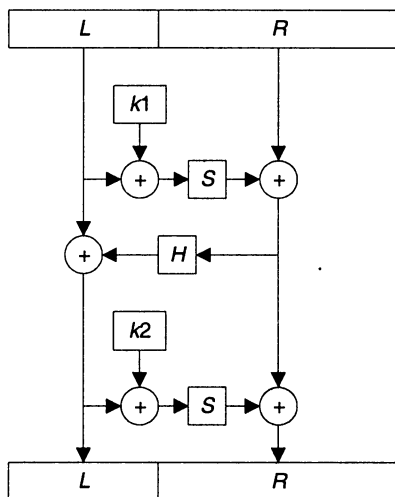 L R
k1
+ S +
+ H
k2
+ S +
L R